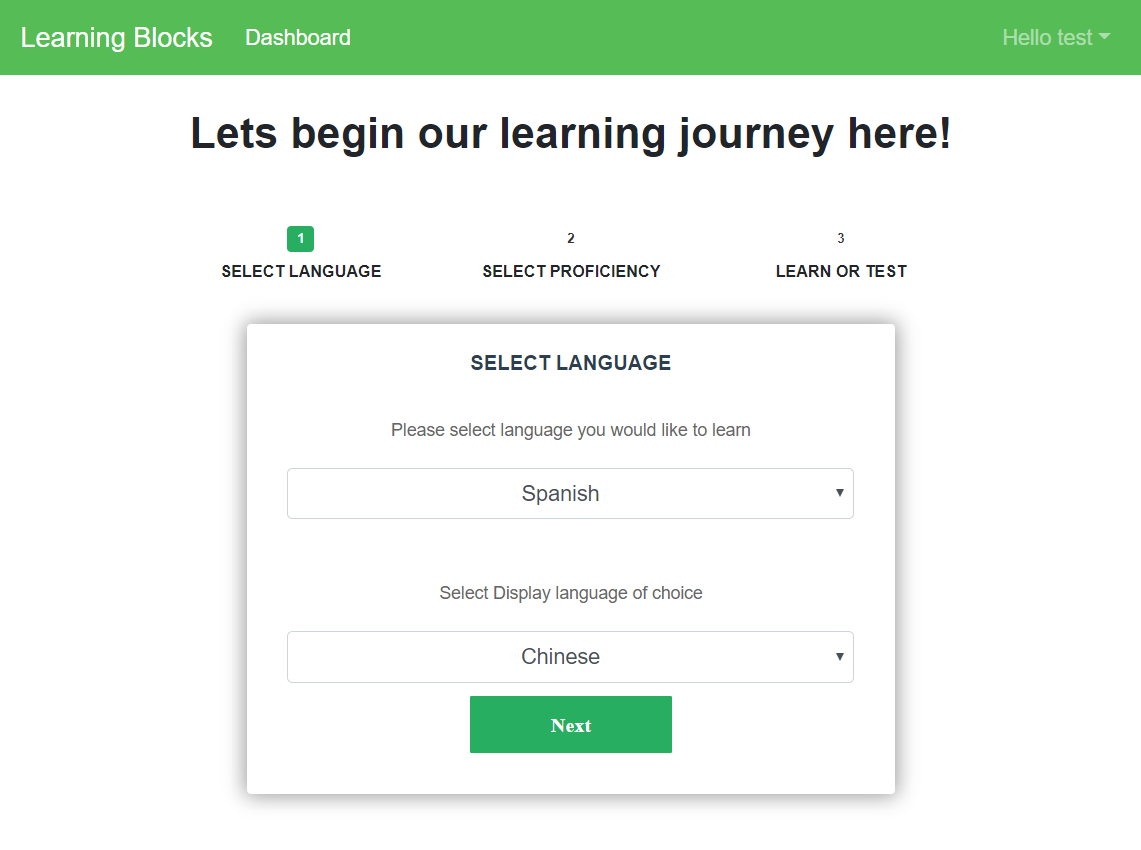 Learning Blocks Dashboard Hello test
Lets begin our learning journey here!
1 2 3
SELECT LANGUAGE SELECT PROFICIENCY LEARN OR TEST
SELECT LANGUAGE
Please select language you would like to learn
Spanish
Select Display language of choice
Chinese
Next